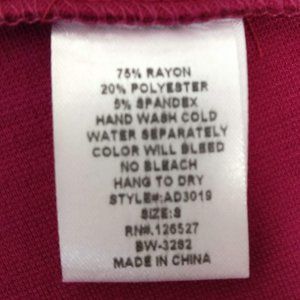 75% RAYON
20% POLYESTER
5% SPANDEX
HAND WASH COLD
WATER SEPARATELY
COLOR WILL BLEED
NO BLEACH
HANG TO DRY
STYLE#:AD3019
SIZE:S
RN#.126527
BW-3282
MADE IN CHINA